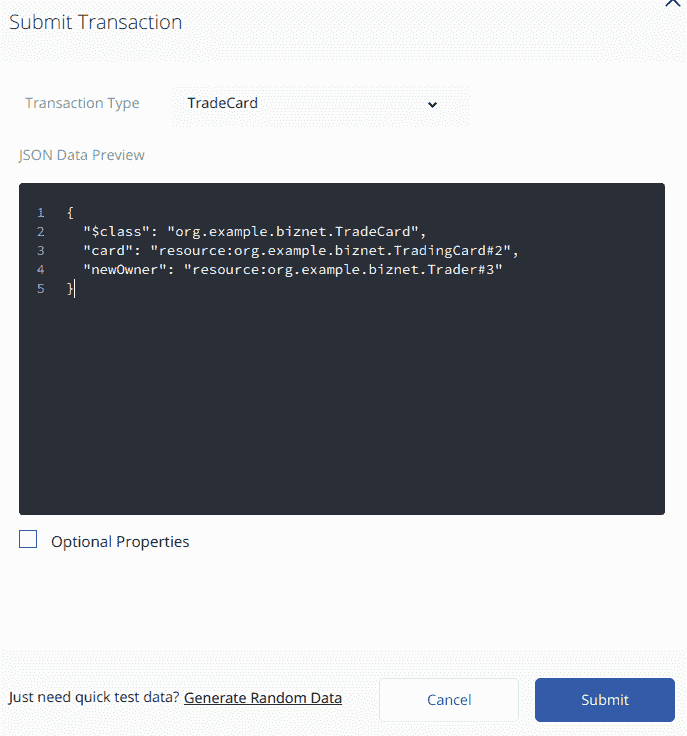 Submit Transaction
Transaction Type TradeCard
JSON Data Preview
1 {
2 "$class": "org.example.biznet.TradeCard",
3 "card": "resource:org.example.biznet.TradingCard#2",
4 "newOwner": "resource:org.example.biznet.Trader#3"
5 }
Optional Properties
Just need quick test data? Generate Random Data Cancel Submit